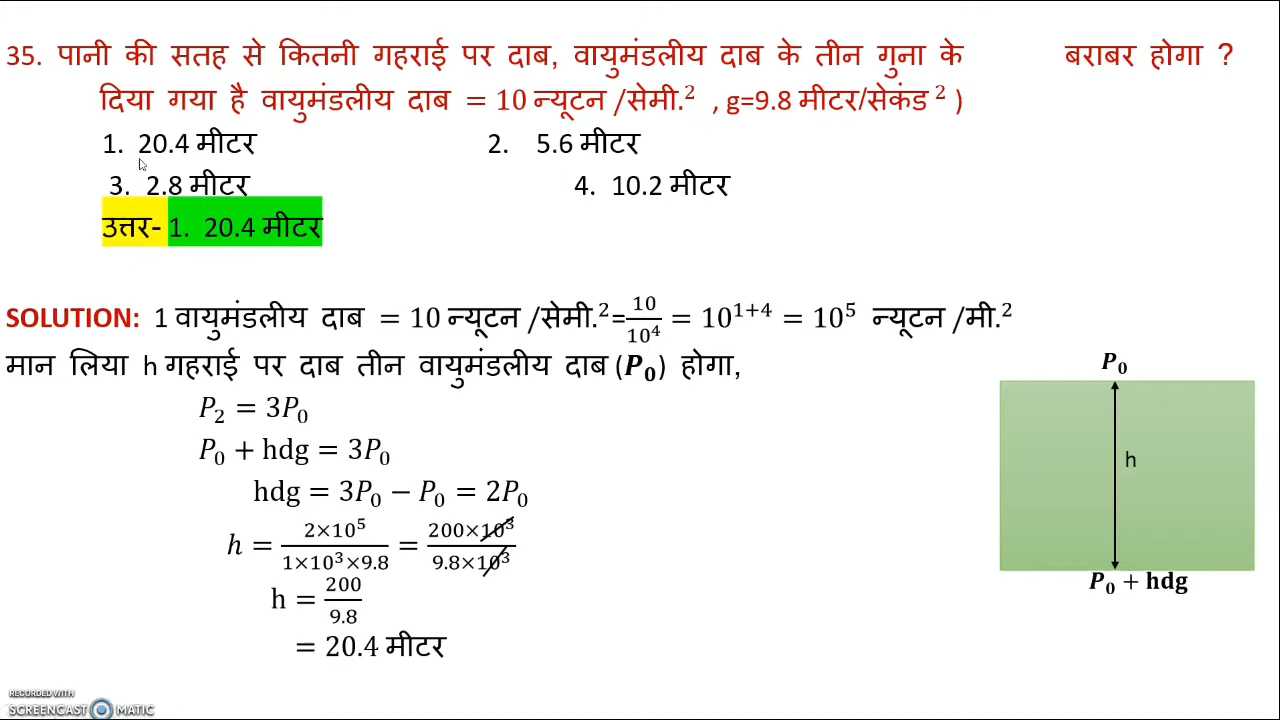 35. पानी की सतह से कितनी गहराई पर दाब, वायुमंडलीय दाब के तीन गुना के बराबर होगा ?
दिया गया है वायुमंडलीय दाब = 10 न्यूटन /सेमी.² , g=9.8 मीटर/सेकंड ² )
1. 20.4 मीटर 2. 5.6 मीटर
3. 2.8 मीटर 4. 10.2 मीटर
उत्तर- 1. 20.4 मीटर
SOLUTION: 1 वायुमंडलीय दाब = 10 न्यूटन /सेमी.²=10/10⁴ = 10¹⁺⁴ = 10⁵ न्यूटन /मी.²
मान लिया h गहराई पर दाब तीन वायुमंडलीय दाब (P₀) होगा,
P₂ = 3P₀
P₀ + hdg = 3P₀
hdg = 3P₀ − P₀ = 2P₀
h = 2×10⁵/1×10³×9.8 = 200×10³/9.8×10³
h = 200/9.8
= 20.4 मीटर
P₀
h
P₀ + hdg
RECORDED WITH
SCREENCAST MATIC